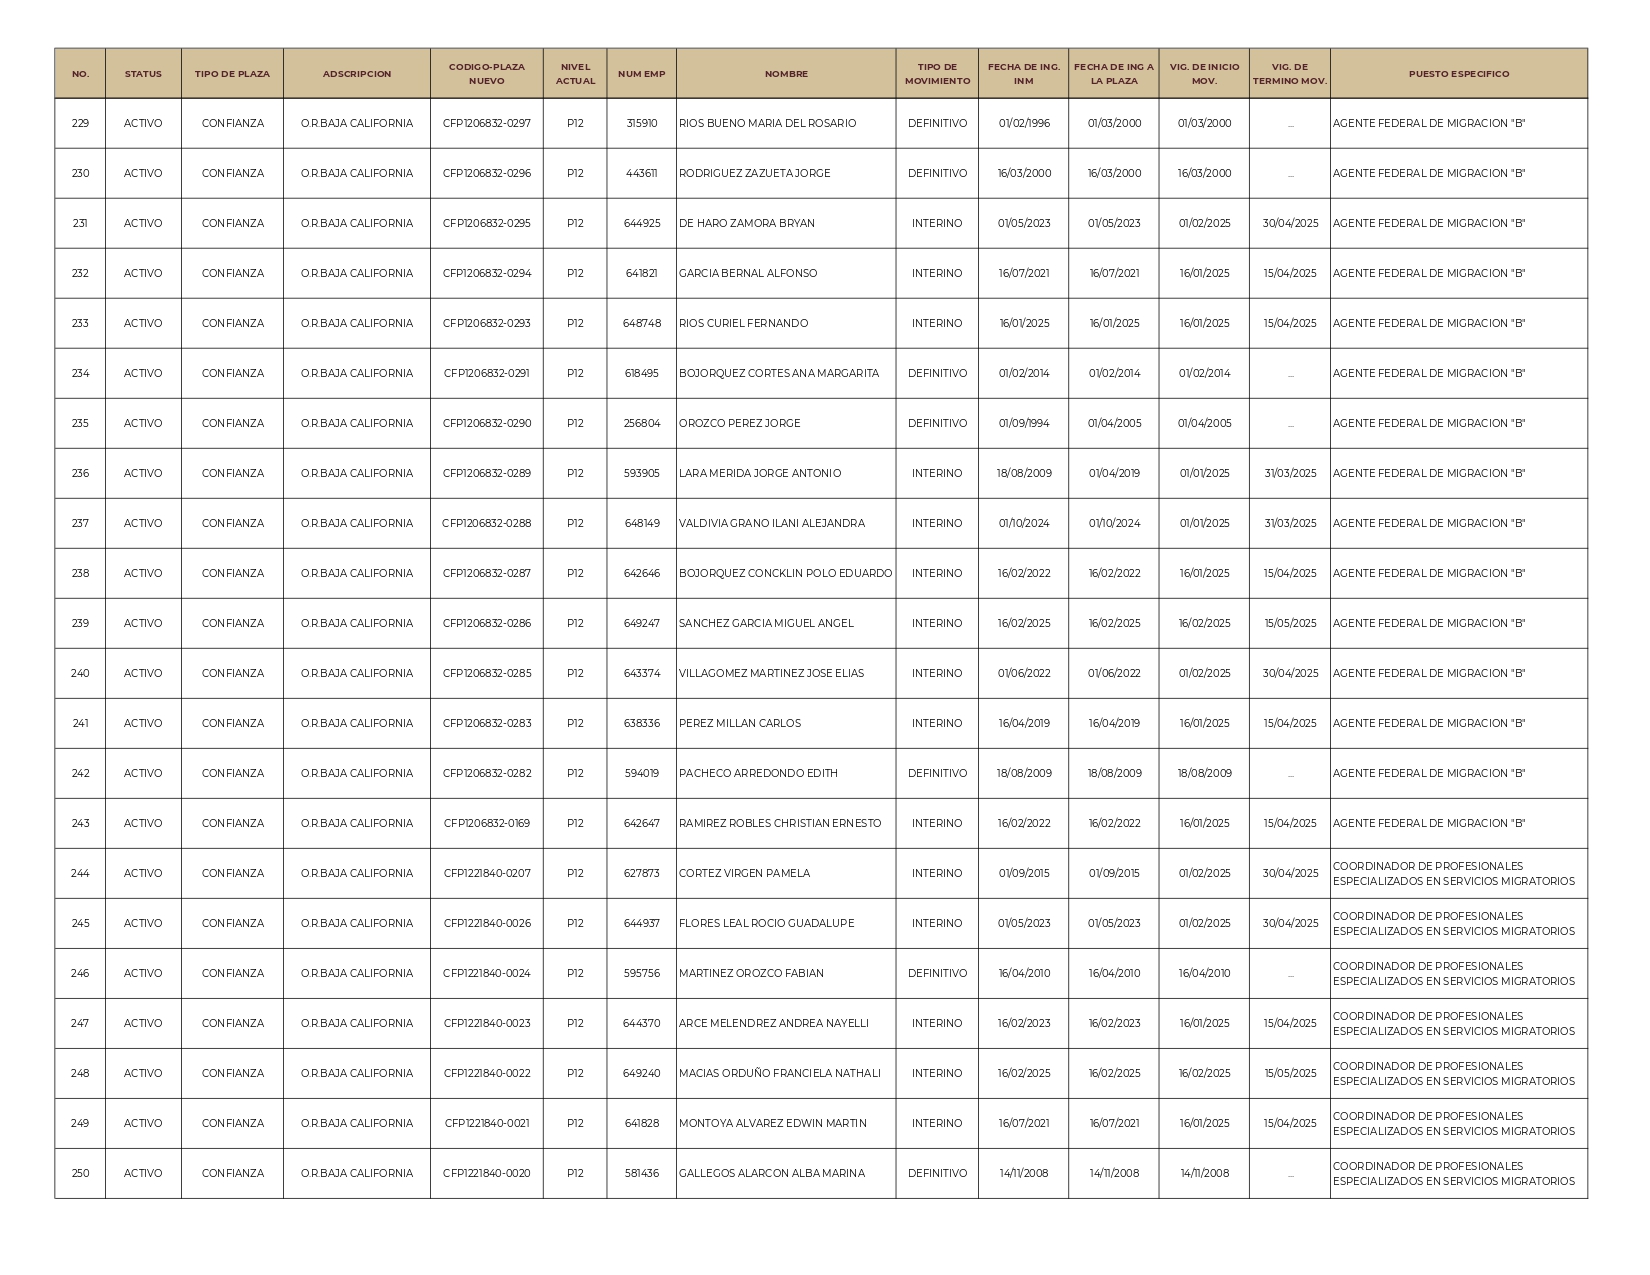 NO. STATUS TIPO DE PLAZA ADSCRIPCION CODIGO-PLAZA NUEVO NIVEL ACTUAL NUM EMP NOMBRE TIPO DE MOVIMIENTO FECHA DE ING. INM FECHA DE ING A LA PLAZA VIG. DE INICIO MOV. VIG. DE TERMINO MOV. PUESTO ESPECIFICO
229 ACTIVO CONFIANZA O.R.BAJA CALIFORNIA CFP1206832-0297 P12 315910 RIOS BUENO MARIA DEL ROSARIO DEFINITIVO 01/02/1996 01/03/2000 01/03/2000 ... AGENTE FEDERAL DE MIGRACION "B"
230 ACTIVO CONFIANZA O.R.BAJA CALIFORNIA CFP1206832-0296 P12 443611 RODRIGUEZ ZAZUETA JORGE DEFINITIVO 16/03/2000 16/03/2000 16/03/2000 ... AGENTE FEDERAL DE MIGRACION "B"
231 ACTIVO CONFIANZA O.R.BAJA CALIFORNIA CFP1206832-0295 P12 644925 DE HARO ZAMORA BRYAN INTERINO 01/05/2023 01/05/2023 01/02/2025 30/04/2025 AGENTE FEDERAL DE MIGRACION "B"
232 ACTIVO CONFIANZA O.R.BAJA CALIFORNIA CFP1206832-0294 P12 641821 GARCIA BERNAL ALFONSO INTERINO 16/07/2021 16/07/2021 16/01/2025 15/04/2025 AGENTE FEDERAL DE MIGRACION "B"
233 ACTIVO CONFIANZA O.R.BAJA CALIFORNIA CFP1206832-0293 P12 648748 RIOS CURIEL FERNANDO INTERINO 16/01/2025 16/01/2025 16/01/2025 15/04/2025 AGENTE FEDERAL DE MIGRACION "B"
234 ACTIVO CONFIANZA O.R.BAJA CALIFORNIA CFP1206832-0291 P12 618495 BOJORQUEZ CORTES ANA MARGARITA DEFINITIVO 01/02/2014 01/02/2014 01/02/2014 ... AGENTE FEDERAL DE MIGRACION "B"
235 ACTIVO CONFIANZA O.R.BAJA CALIFORNIA CFP1206832-0290 P12 256804 OROZCO PEREZ JORGE DEFINITIVO 01/09/1994 01/04/2005 01/04/2005 ... AGENTE FEDERAL DE MIGRACION "B"
236 ACTIVO CONFIANZA O.R.BAJA CALIFORNIA CFP1206832-0289 P12 593905 LARA MERIDA JORGE ANTONIO INTERINO 18/08/2009 01/04/2019 01/01/2025 31/03/2025 AGENTE FEDERAL DE MIGRACION "B"
237 ACTIVO CONFIANZA O.R.BAJA CALIFORNIA CFP1206832-0288 P12 648149 VALDIVIA GRANO ILANI ALEJANDRA INTERINO 01/10/2024 01/10/2024 01/01/2025 31/03/2025 AGENTE FEDERAL DE MIGRACION "B"
238 ACTIVO CONFIANZA O.R.BAJA CALIFORNIA CFP1206832-0287 P12 642646 BOJORQUEZ CONCKLIN POLO EDUARDO INTERINO 16/02/2022 16/02/2022 16/01/2025 15/04/2025 AGENTE FEDERAL DE MIGRACION "B"
239 ACTIVO CONFIANZA O.R.BAJA CALIFORNIA CFP1206832-0286 P12 649247 SANCHEZ GARCIA MIGUEL ANGEL INTERINO 16/02/2025 16/02/2025 16/02/2025 15/05/2025 AGENTE FEDERAL DE MIGRACION "B"
240 ACTIVO CONFIANZA O.R.BAJA CALIFORNIA CFP1206832-0285 P12 643374 VILLAGOMEZ MARTINEZ JOSE ELIAS INTERINO 01/06/2022 01/06/2022 01/02/2025 30/04/2025 AGENTE FEDERAL DE MIGRACION "B"
241 ACTIVO CONFIANZA O.R.BAJA CALIFORNIA CFP1206832-0283 P12 638336 PEREZ MILLAN CARLOS INTERINO 16/04/2019 16/04/2019 16/01/2025 15/04/2025 AGENTE FEDERAL DE MIGRACION "B"
242 ACTIVO CONFIANZA O.R.BAJA CALIFORNIA CFP1206832-0282 P12 594019 PACHECO ARREDONDO EDITH DEFINITIVO 18/08/2009 18/08/2009 18/08/2009 ... AGENTE FEDERAL DE MIGRACION "B"
243 ACTIVO CONFIANZA O.R.BAJA CALIFORNIA CFP1206832-0169 P12 642647 RAMIREZ ROBLES CHRISTIAN ERNESTO INTERINO 16/02/2022 16/02/2022 16/01/2025 15/04/2025 AGENTE FEDERAL DE MIGRACION "B"
244 ACTIVO CONFIANZA O.R.BAJA CALIFORNIA CFP1221840-0207 P12 627873 CORTEZ VIRGEN PAMELA INTERINO 01/09/2015 01/09/2015 01/02/2025 30/04/2025 COORDINADOR DE PROFESIONALES ESPECIALIZADOS EN SERVICIOS MIGRATORIOS
245 ACTIVO CONFIANZA O.R.BAJA CALIFORNIA CFP1221840-0026 P12 644937 FLORES LEAL ROCIO GUADALUPE INTERINO 01/05/2023 01/05/2023 01/02/2025 30/04/2025 COORDINADOR DE PROFESIONALES ESPECIALIZADOS EN SERVICIOS MIGRATORIOS
246 ACTIVO CONFIANZA O.R.BAJA CALIFORNIA CFP1221840-0024 P12 595756 MARTINEZ OROZCO FABIAN DEFINITIVO 16/04/2010 16/04/2010 16/04/2010 ... COORDINADOR DE PROFESIONALES ESPECIALIZADOS EN SERVICIOS MIGRATORIOS
247 ACTIVO CONFIANZA O.R.BAJA CALIFORNIA CFP1221840-0023 P12 644370 ARCE MELENDREZ ANDREA NAYELLI INTERINO 16/02/2023 16/02/2023 16/01/2025 15/04/2025 COORDINADOR DE PROFESIONALES ESPECIALIZADOS EN SERVICIOS MIGRATORIOS
248 ACTIVO CONFIANZA O.R.BAJA CALIFORNIA CFP1221840-0022 P12 649240 MACIAS ORDUÑO FRANCIELA NATHALI INTERINO 16/02/2025 16/02/2025 16/02/2025 15/05/2025 COORDINADOR DE PROFESIONALES ESPECIALIZADOS EN SERVICIOS MIGRATORIOS
249 ACTIVO CONFIANZA O.R.BAJA CALIFORNIA CFP1221840-0021 P12 641828 MONTOYA ALVAREZ EDWIN MARTIN INTERINO 16/07/2021 16/07/2021 16/01/2025 15/04/2025 COORDINADOR DE PROFESIONALES ESPECIALIZADOS EN SERVICIOS MIGRATORIOS
250 ACTIVO CONFIANZA O.R.BAJA CALIFORNIA CFP1221840-0020 P12 581436 GALLEGOS ALARCON ALBA MARINA DEFINITIVO 14/11/2008 14/11/2008 14/11/2008 ... COORDINADOR DE PROFESIONALES ESPECIALIZADOS EN SERVICIOS MIGRATORIOS